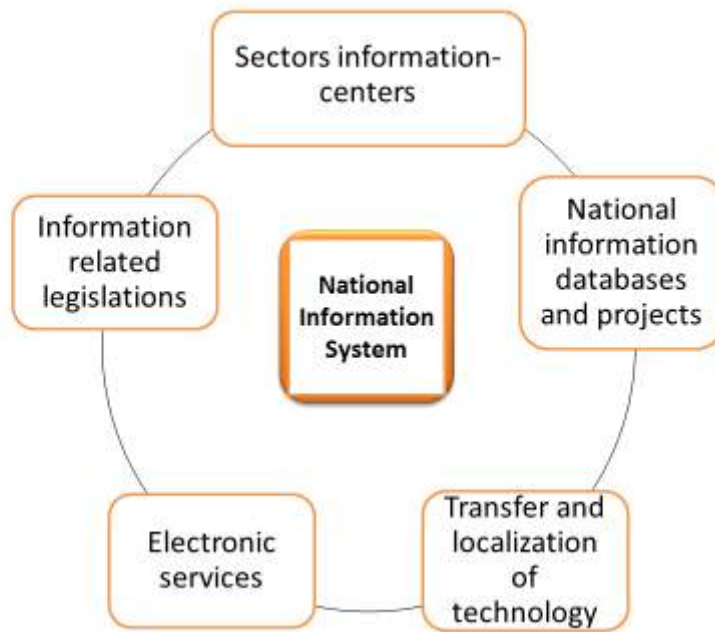 Sectors information-
centers
National
information
databases
and projects
Transfer and
localization
of
technology
Electronic
services
Information
related
legislations
National
Information
System